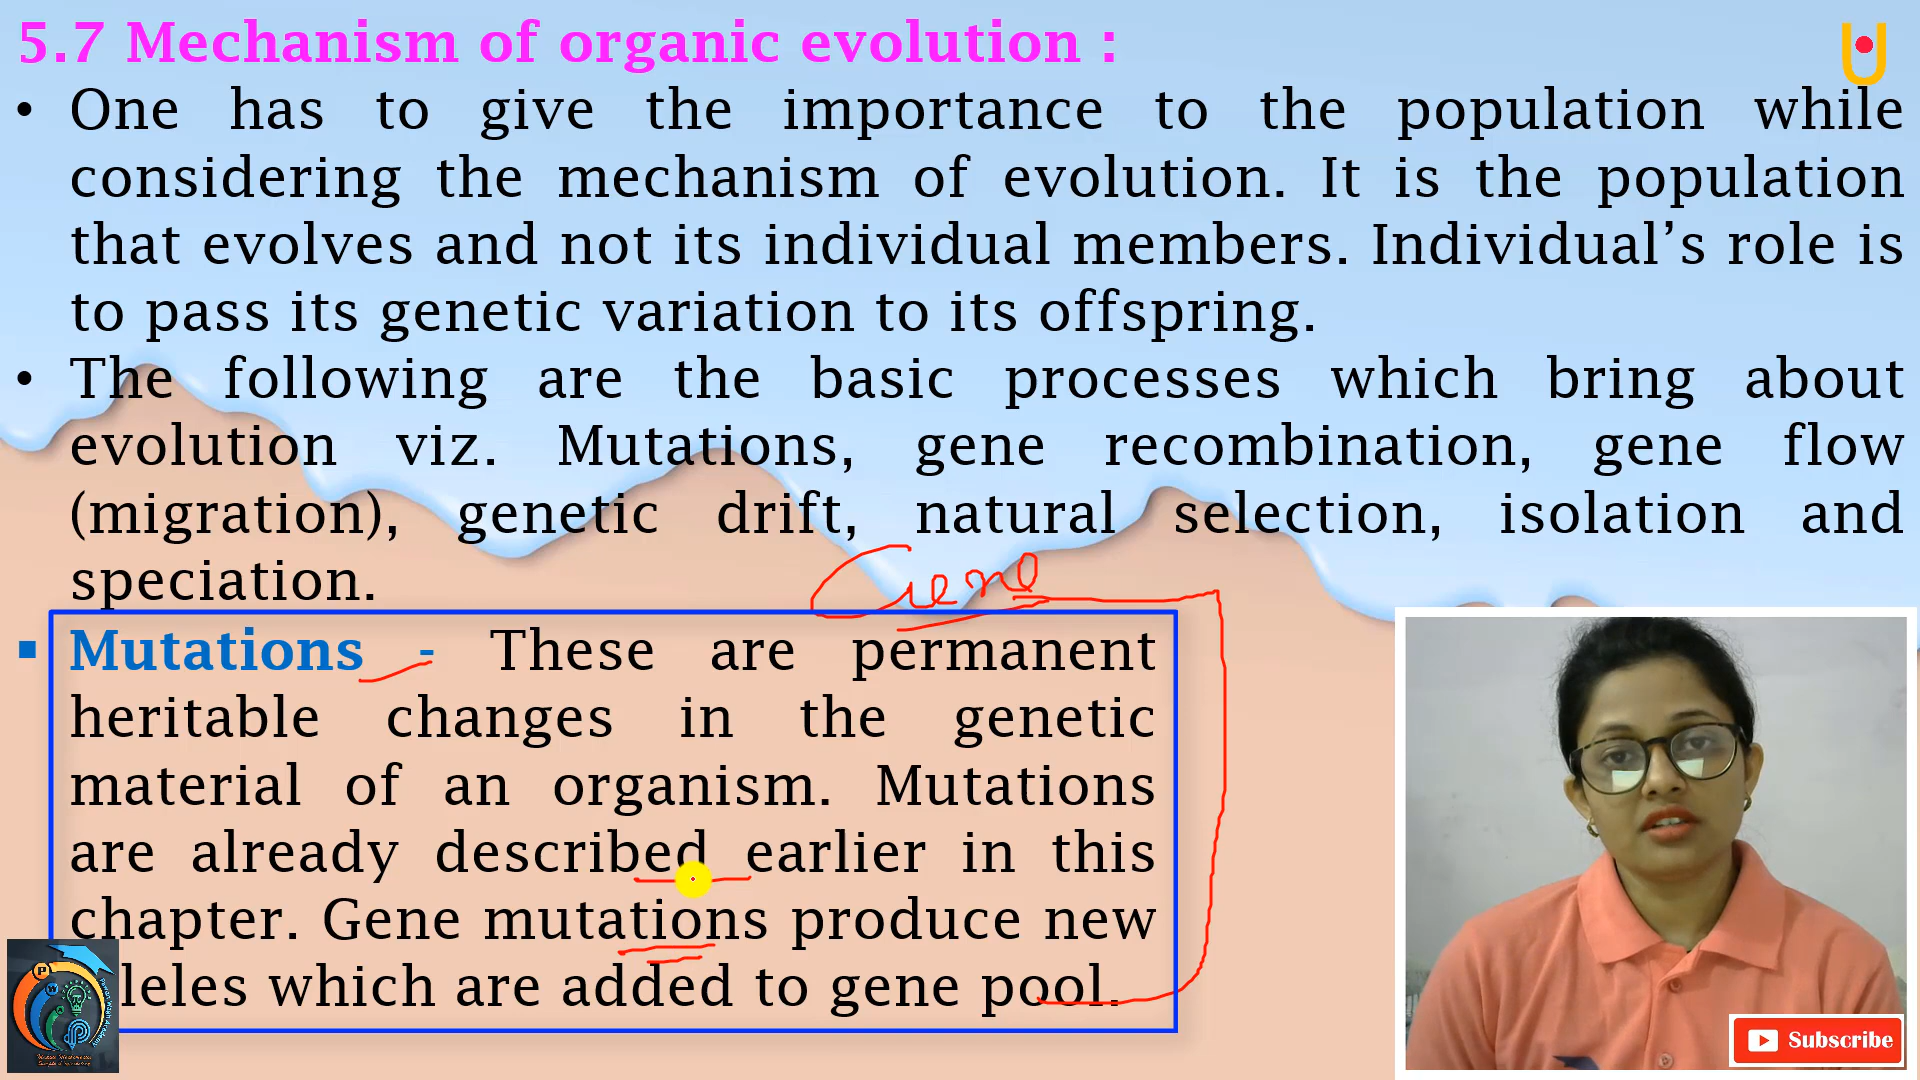 5.7 Mechanism of organic evolution :
• One has to give the importance to the population while
considering the mechanism of evolution. It is the population
that evolves and not its individual members. Individual’s role is
to pass its genetic variation to its offspring.
• The following are the basic processes which bring about
evolution viz. Mutations, gene recombination, gene flow
(migration), genetic drift, natural selection, isolation and
speciation.
Gene
▪ Mutations - These are permanent
heritable changes in the genetic
material of an organism. Mutations
are already described earlier in this
chapter. Gene mutations produce new
lleles which are added to gene pool.
Subscribe